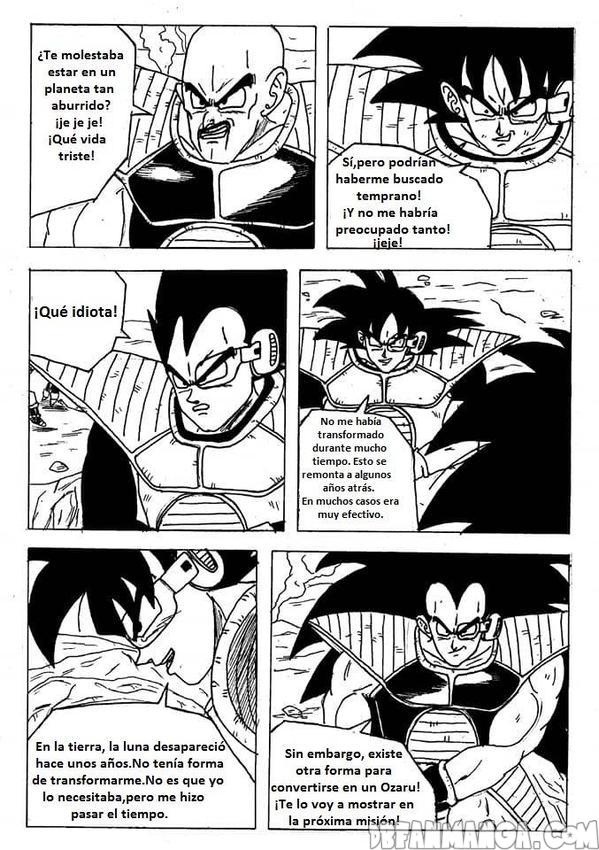 ¿Te molestaba
estar en un
planeta tan
aburrido?
¡je je je!
¡Qué vida
triste!
Sí,pero podrían
haberme buscado
temprano!
¡Y no me habría
preocupado tanto!
¡jeje!
¡Qué idiota!
No me había
transformado
durante mucho
tiempo. Esto se
remonta a algunos
años atrás.
En muchos casos era
muy efectivo.
En la tierra, la luna desapareció
hace unos años.No tenía forma
de transformarme.No es que yo
lo necesitaba,pero me hizo
pasar el tiempo.
Sin embargo, existe
otra forma para
convertirse en un Ozaru!
¡Te lo voy a mostrar en
la próxima misión!
DBFANMANGA.COM